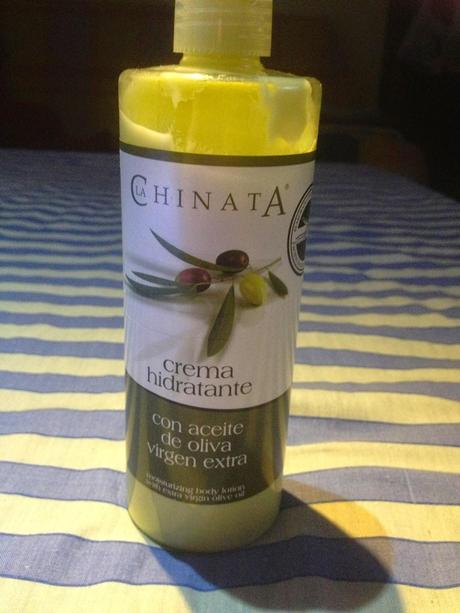 LA CHINATA®
crema
hidratante
con aceite
de oliva
virgen extra
moisturizing body lotion
with extra virgin olive oil